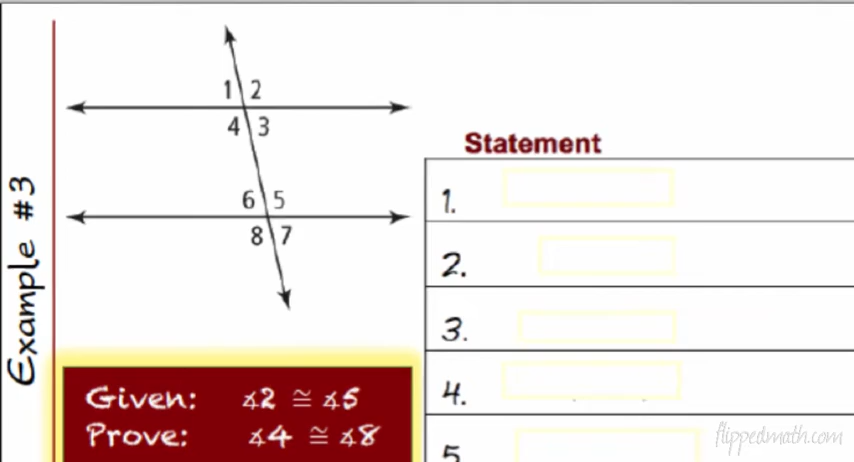 Example #3
1 2
4 3
6 5
8 7
Statement
1.
2.
3.
4.
5
Given: ∡2 ≅ ∡5
Prove: ∡4 ≅ ∡8
flippedmath.com